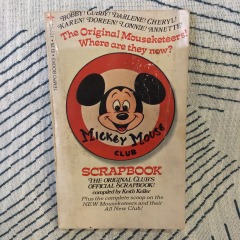 BOBBY! CUBBY! DARLENE! CHERYL!
KAREN! DOREEN! LONNIE! ANNETTE!
The Original Mouseketeers!
Where are they now?
MICKEY MOUSE
CLUB
SCRAPBOOK
THE ORIGINAL CLUB'S
OFFICIAL SCRAPBOOK!
compiled by Keith Keller
Plus the complete scoop on the
NEW Mouseketeers and their
All New Club!